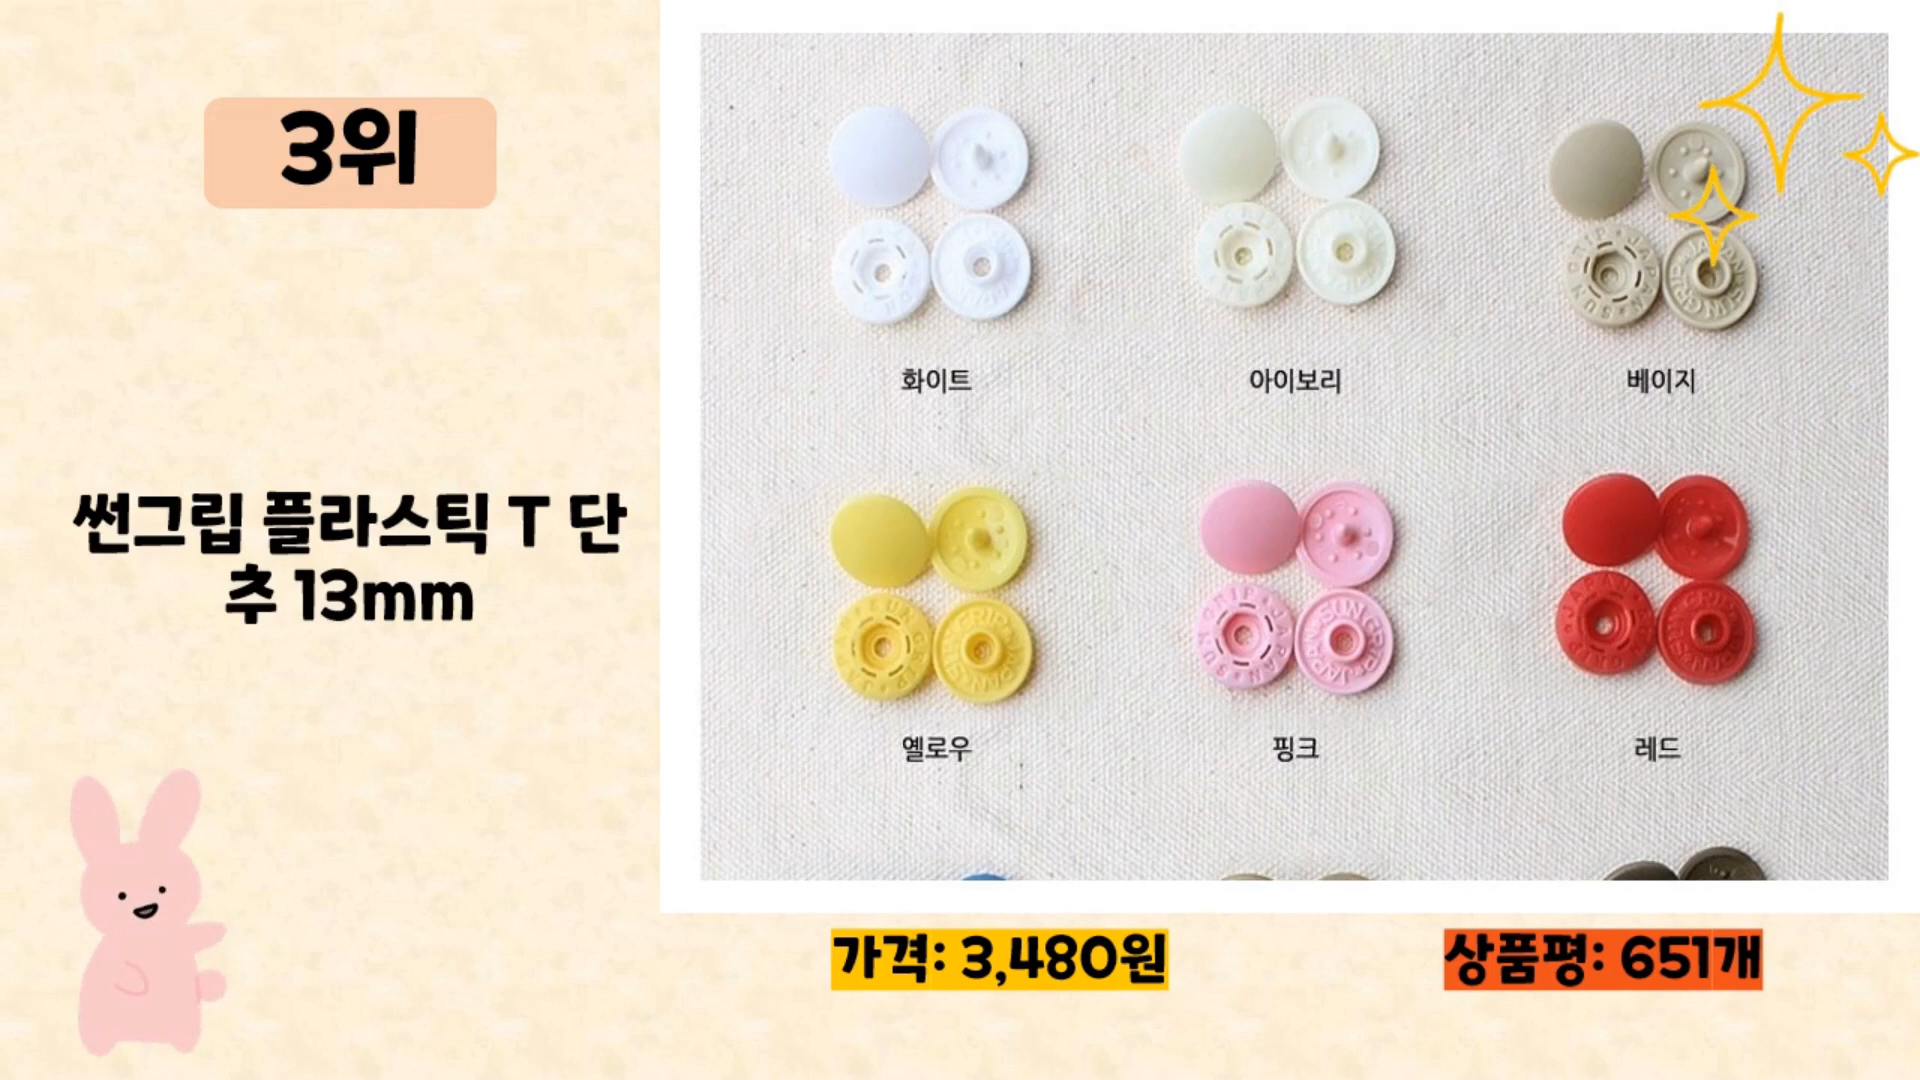 3위
썬그립 플라스틱 T 단
추 13mm
화이트 아이보리 베이지
옐로우 핑크 레드
가격: 3,480원 상품평: 651개